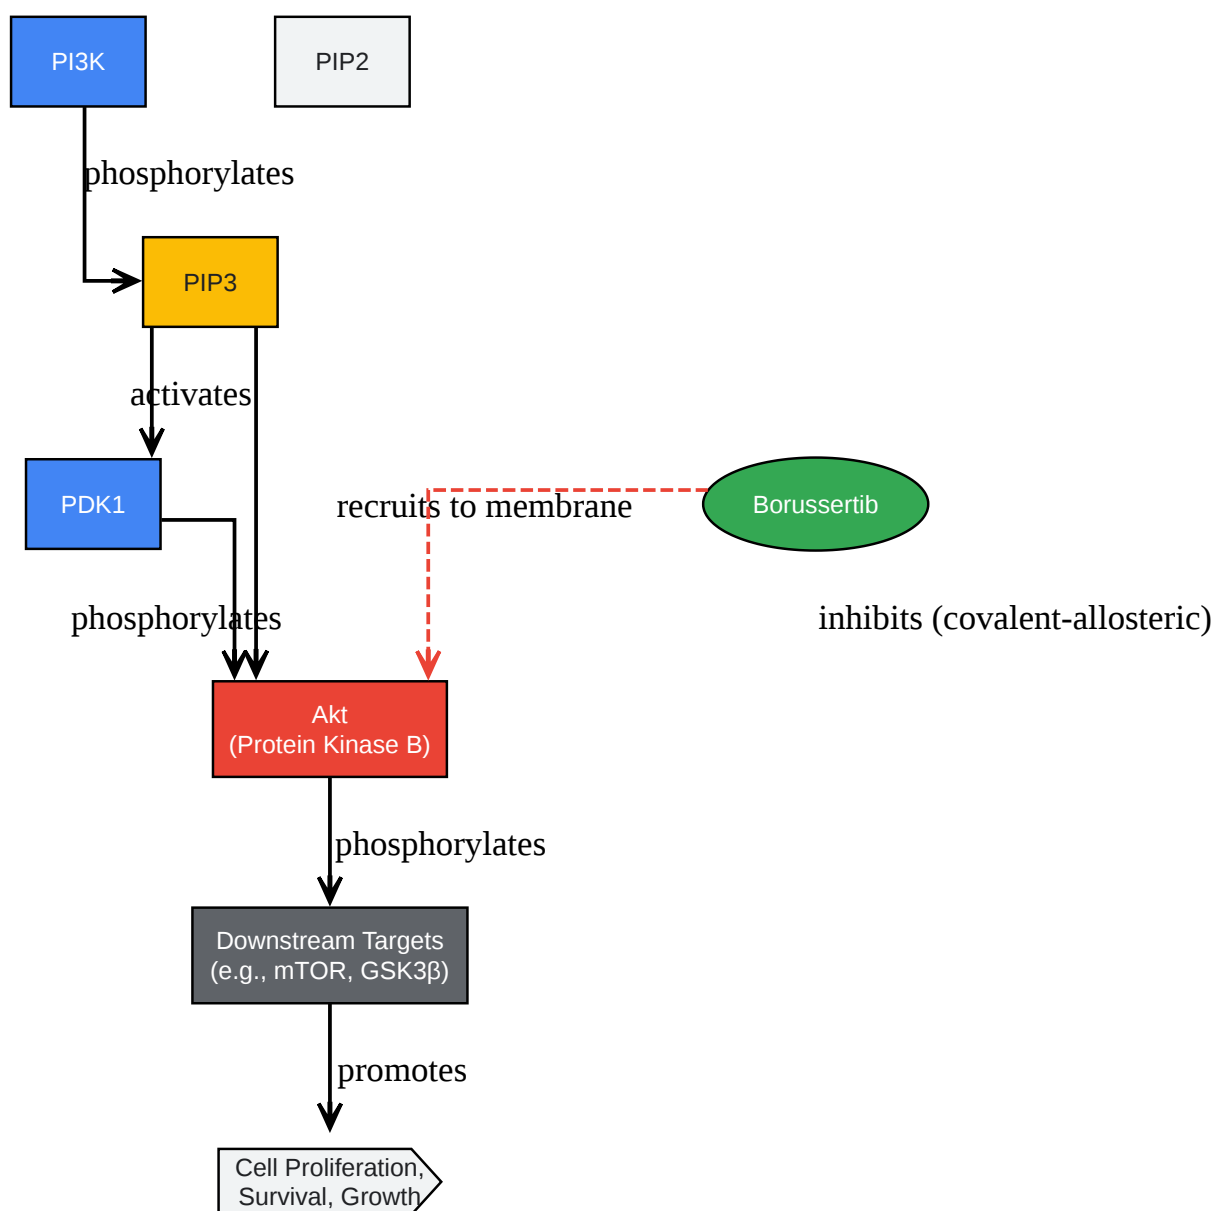 PI3K
PIP2
phosphorylates
PIP3
activates
PDK1
recruits to membrane
Borussertib
phosphorylates
inhibits (covalent-allosteric)
Akt
(Protein Kinase B)
phosphorylates
Downstream Targets
(e.g., mTOR, GSK3β)
promotes
Cell Proliferation,
Survival, Growth